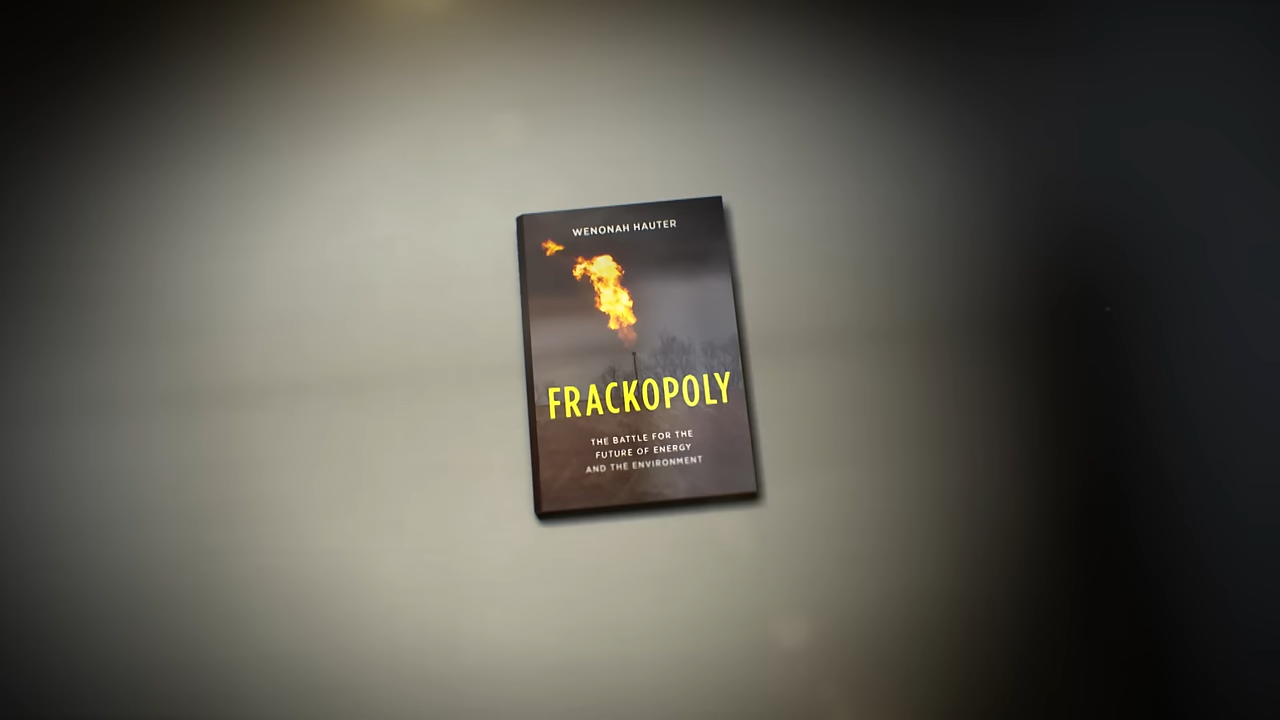 WENONAH HAUTER
FRACKOPOLY
THE BATTLE FOR THE
FUTURE OF ENERGY
AND THE ENVIRONMENT